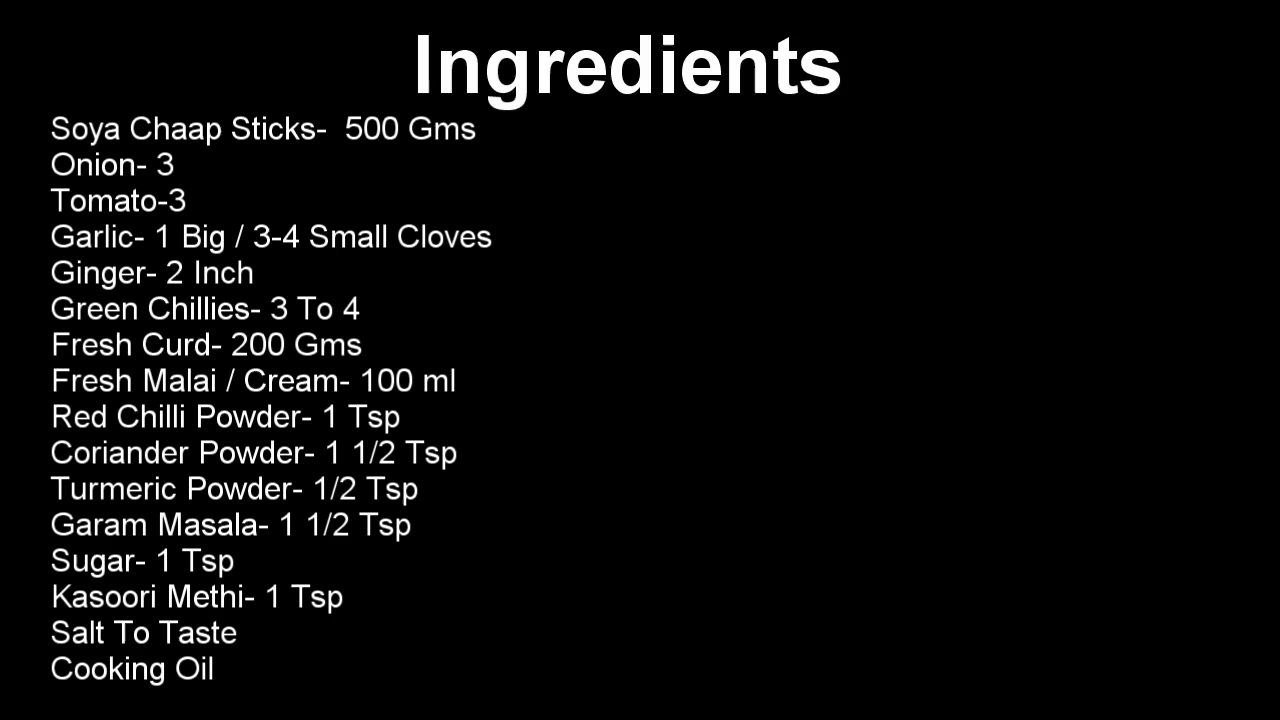 Ingredients
Soya Chaap Sticks-  500 Gms
Onion- 3
Tomato-3
Garlic- 1 Big / 3-4 Small Cloves
Ginger- 2 Inch
Green Chillies- 3 To 4
Fresh Curd- 200 Gms
Fresh Malai / Cream- 100 ml
Red Chilli Powder- 1 Tsp
Coriander Powder- 1 1/2 Tsp
Turmeric Powder- 1/2 Tsp
Garam Masala- 1 1/2 Tsp
Sugar- 1 Tsp
Kasoori Methi- 1 Tsp
Salt To Taste
Cooking Oil